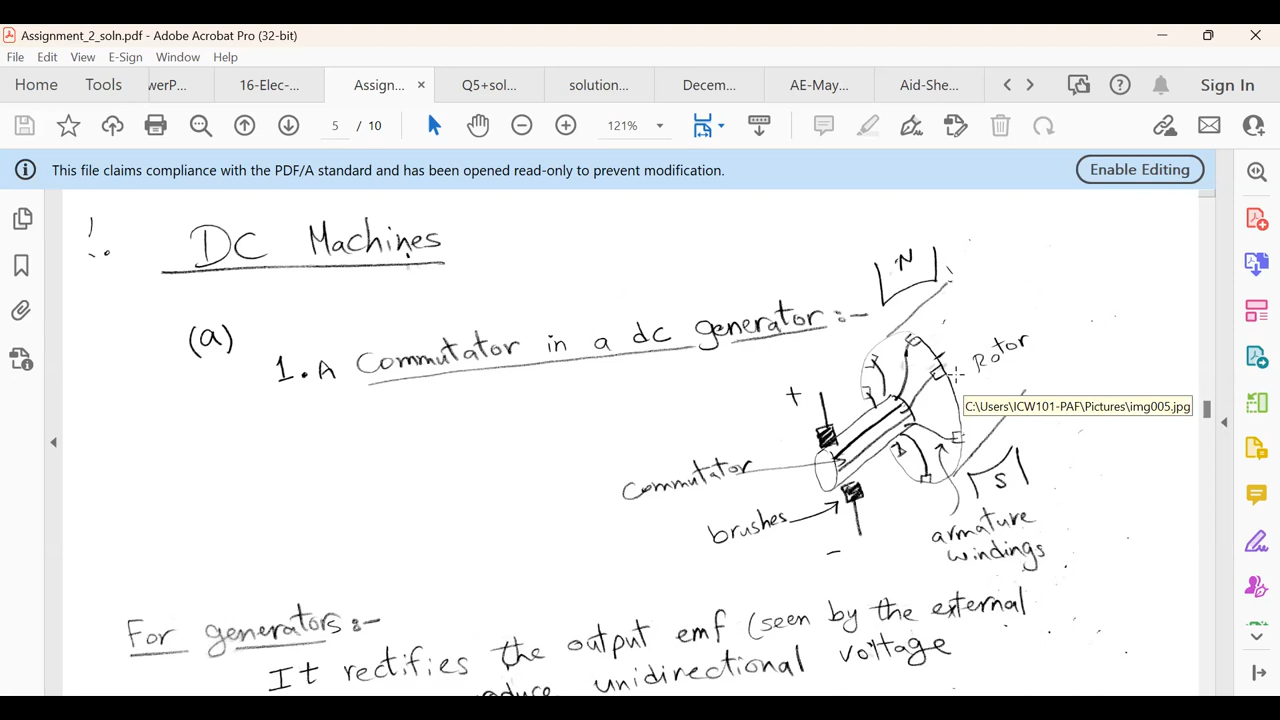 Assignment_2_soln.pdf - Adobe Acrobat Pro (32-bit)
File Edit View Sign E-Sign Window Help
Home Tools werP... 16-Elec-... Assign... Q5+sol... solution... Decem... AE-May... Aid-She... Sign In
5 / 10 121%
This file claims compliance with the PDF/A standard and has been opened read-only to prevent modification. Enable Editing
DC Machines
N
(a)
1. A Commutator in a dc generator :-
Rotor
+
C:\Users\ICW101-PAF\Pictures\img005.jpg
Commutator
S
brushes
armature
windings
-
For generators :-
It rectifies the output emf (seen by the external
unidirectional voltage